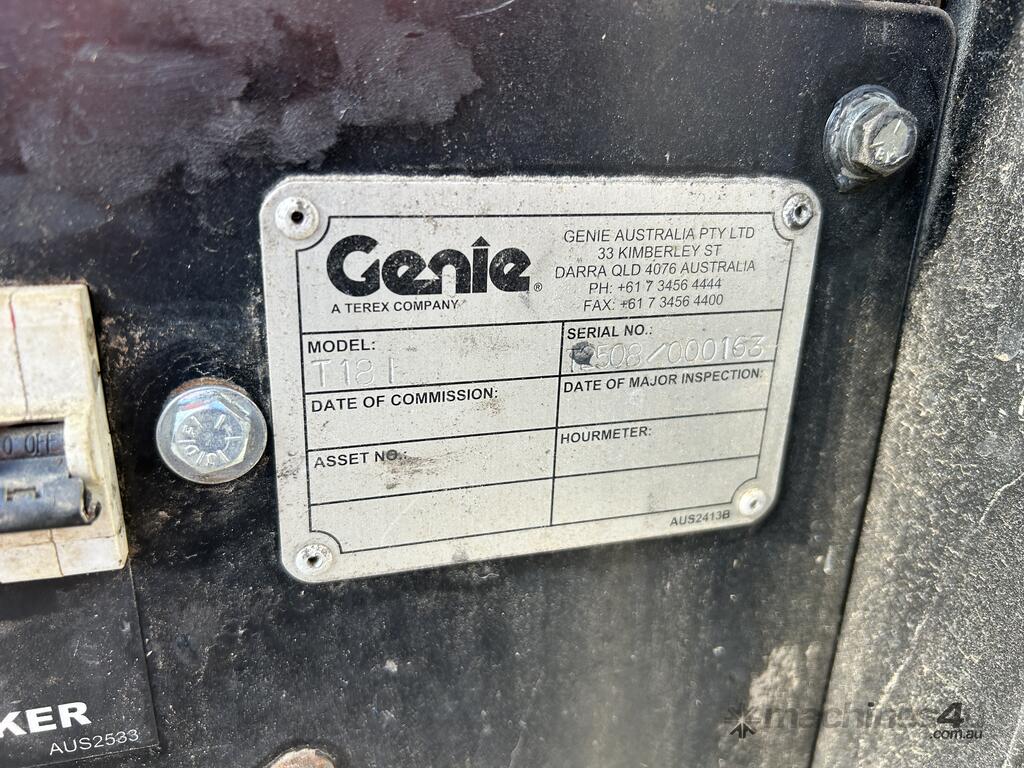 Genie®
A TEREX COMPANY
GENIE AUSTRALIA PTY LTD
33 KIMBERLEY ST
DARRA QLD 4076 AUSTRALIA
PH: +61 7 3456 4444
FAX: +61 7 3456 4400
MODEL:
T18
SERIAL NO.:
DATE OF COMMISSION:
DATE OF MAJOR INSPECTION:
ASSET NO.:
HOURMETER:
AUS2413B
O OFF
KER
AUS2533
machines4u
.com.au